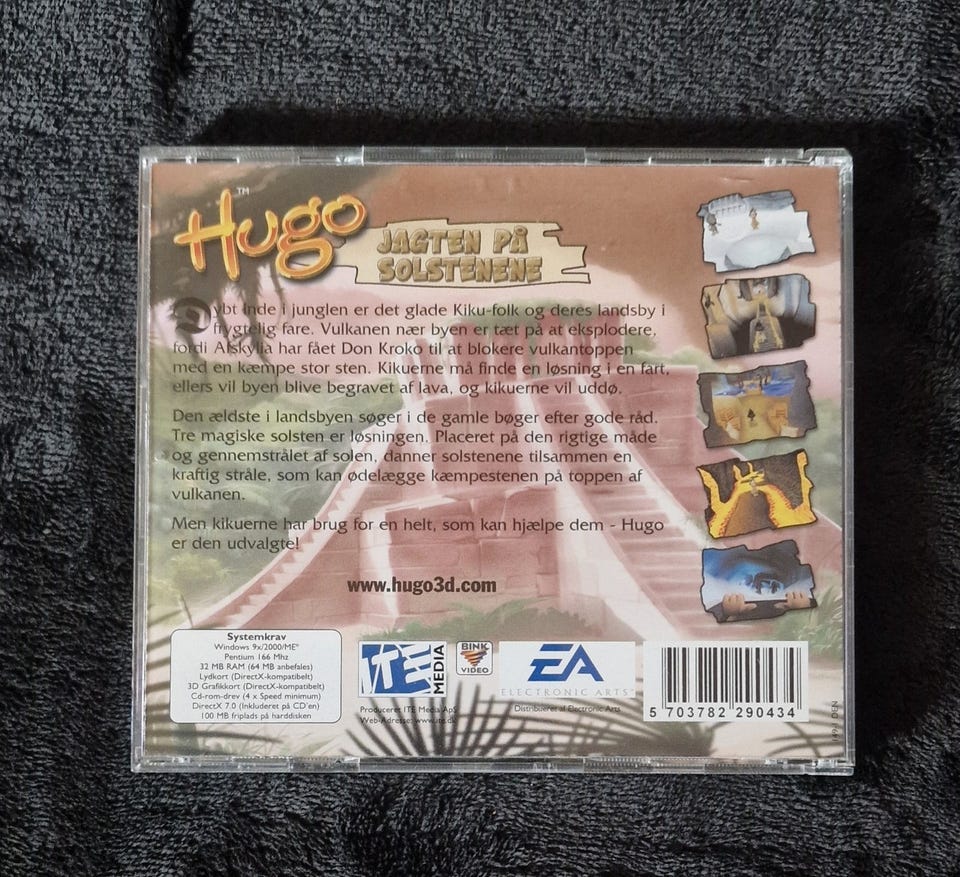 Hugo™
JAGTEN PÅ
SOLSTENENE
Dybt inde i junglen er det glade Kiku-folk og deres landsby i
frygtelig fare. Vulkanen nær byen er tæt på at eksplodere,
fordi Afskylia har fået Don Kroko til at blokere vulkantoppen
med en kæmpe stor sten. Kikuerne må finde en løsning i en fart,
ellers vil byen blive begravet af lava, og kikuerne vil uddø.
Den ældste i landsbyen søger i de gamle bøger efter gode råd.
Tre magiske solsten er løsningen. Placeret på den rigtige måde
og gennemstrålet af solen, danner solstenene tilsammen en
kraftig stråle, som kan ødelægge kæmpestenen på toppen af
vulkanen.
Men kikuerne har brug for en helt, som kan hjælpe dem - Hugo
er den udvalgte!
www.hugo3d.com
Systemkrav
Windows 9x/2000/ME®
Pentium 166 Mhz
32 MB RAM (64 MB anbefales)
Lydkort (DirectX-kompatibelt)
3D Grafikkort (DirectX-kompatibelt)
Cd-rom-drev (4 x Speed minimum)
DirectX 7.0 (Inkluderet på CD'en)
100 MB friplads på harddisken
ITE
MEDIA
Produceret ITE Media ApS
Web-Adresse: www.ite.dk
BINK
VIDEO
EA
ELECTRONIC ARTS™
Distribueret af Electronic Arts
5 703782 290434